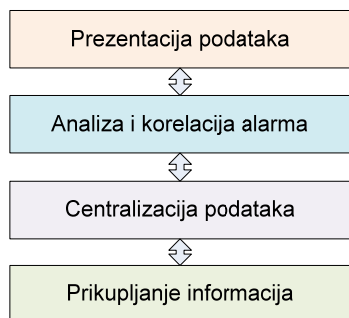 Prezentacija podataka
Analiza i korelacija alarma
Centralizacija podataka
Prikupljanje informacija